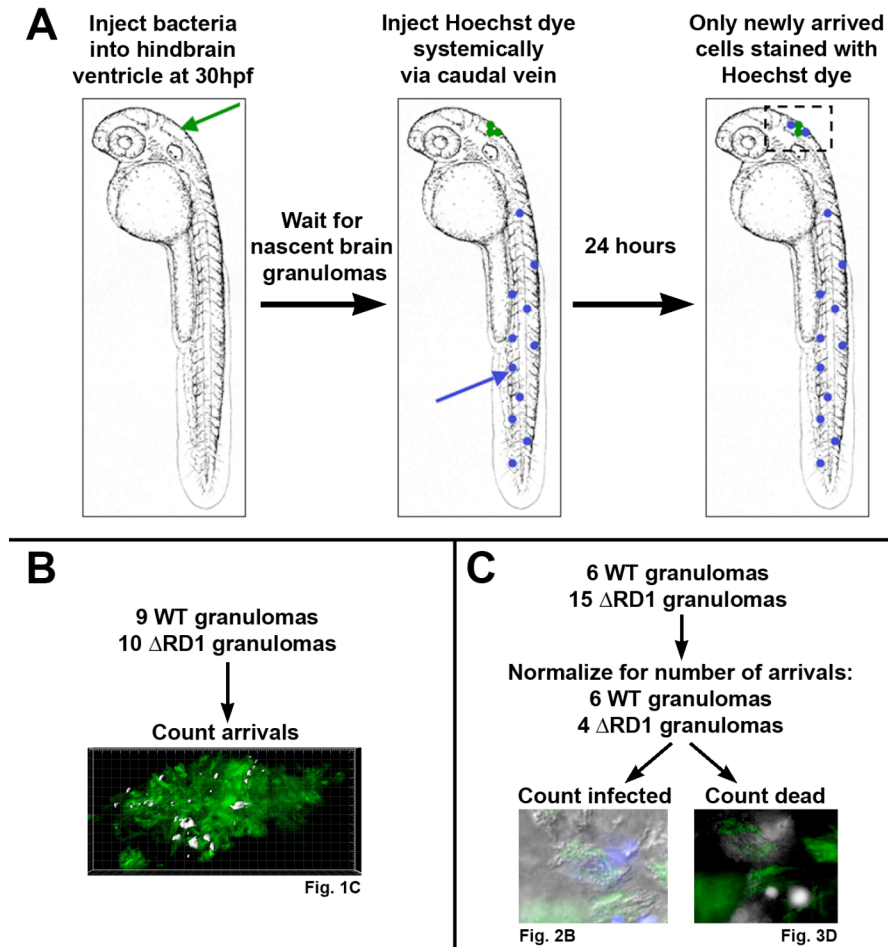 A
Inject bacteria
into hindbrain
ventricle at 30hpf
Inject Hoechst dye
systemically
via caudal vein
Only newly arrived
cells stained with
Hoechst dye
Wait for
nascent brain
granulomas
24 hours
B
9 WT granulomas
10 ΔRD1 granulomas
Count arrivals
Fig. 1C
C
6 WT granulomas
15 ΔRD1 granulomas
Normalize for number of arrivals:
6 WT granulomas
4 ΔRD1 granulomas
Count infected
Count dead
Fig. 2B
Fig. 3D